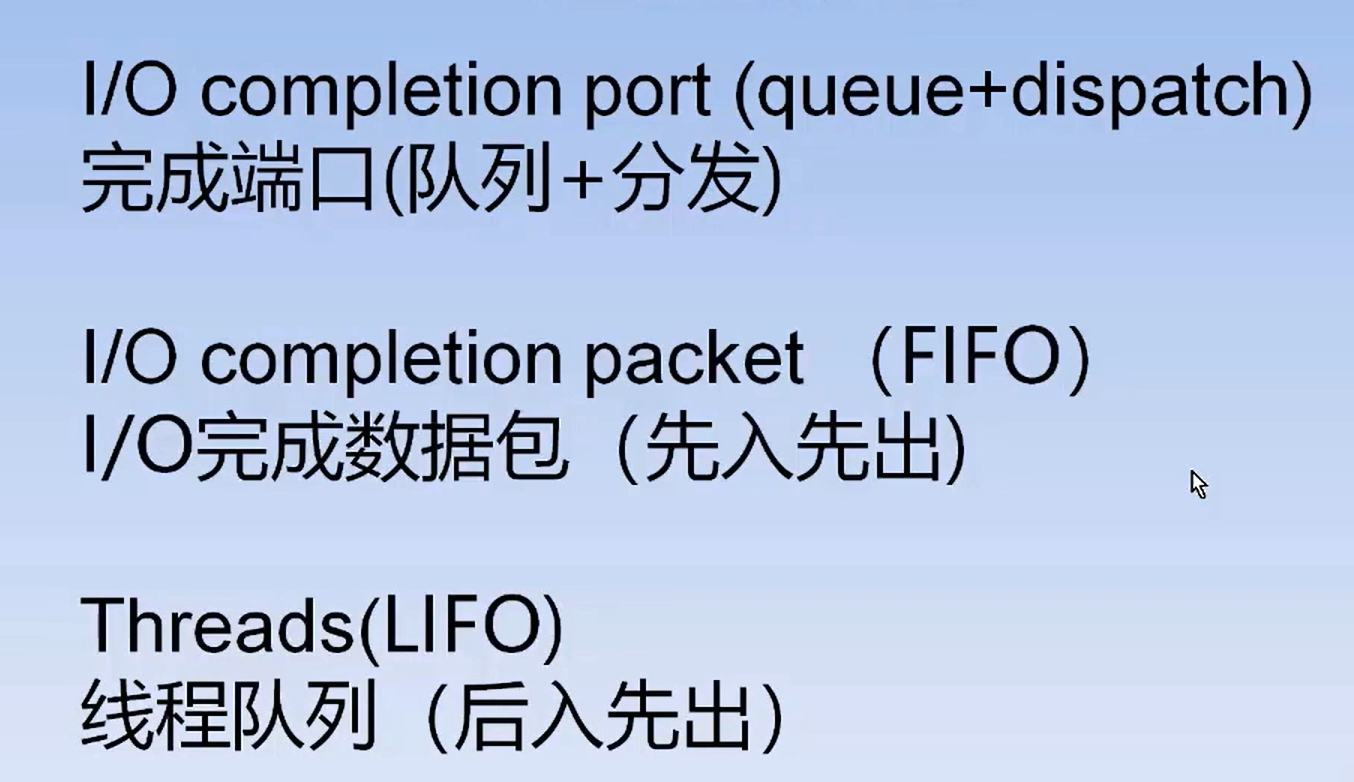 I/O completion port (queue+dispatch)
完成端口(队列+分发)
I/O completion packet （FIFO）
I/O完成数据包（先入先出)
Threads(LIFO)
线程队列（后入先出）